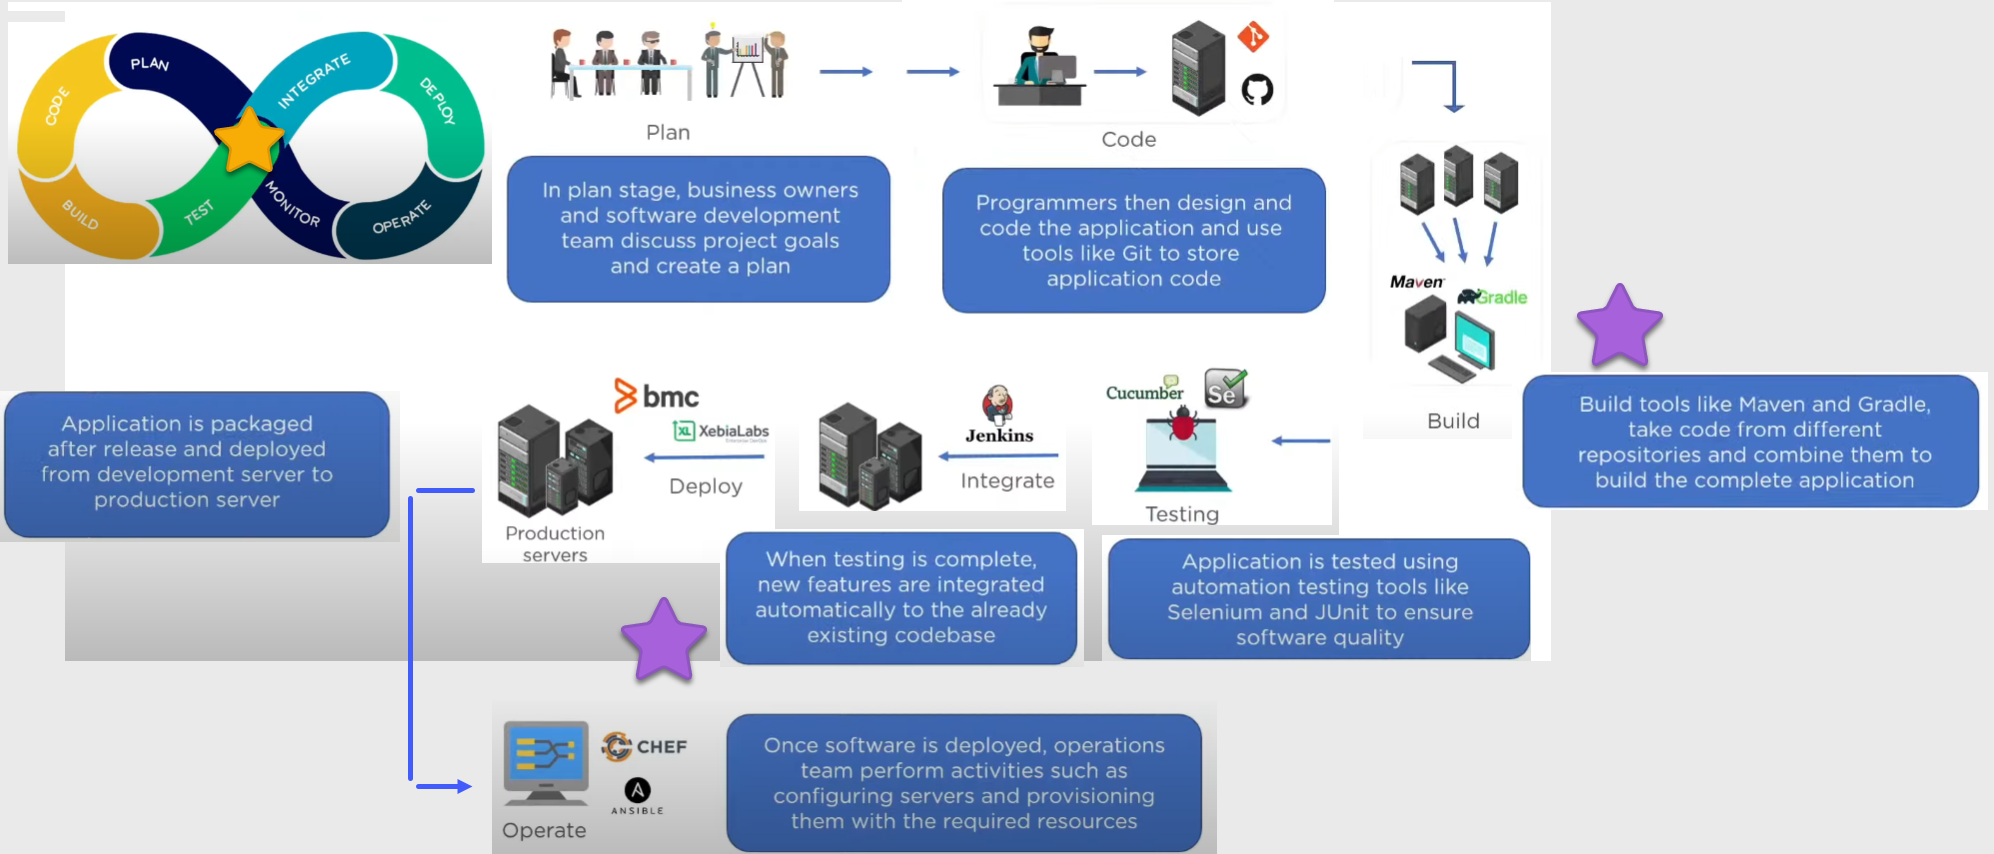 PLAN
CODE
BUILD
TEST
INTEGRATE
DEPLOY
MONITOR
OPERATE
Plan
In plan stage, business owners
and software development
team discuss project goals
and create a plan
Code
Programmers then design and
code the application and use
tools like Git to store
application code
Maven
Gradle
Build
Build tools like Maven and Gradle,
take code from different
repositories and combine them to
build the complete application
Cucumber
Se
Testing
Application is tested using
automation testing tools like
Selenium and JUnit to ensure
software quality
Jenkins
Integrate
When testing is complete,
new features are integrated
automatically to the already
existing codebase
bmc
XL XebiaLabs
Deploy
Production
servers
Application is packaged
after release and deployed
from development server to
production server
CHEF
A
ANSIBLE
Operate
Once software is deployed, operations
team perform activities such as
configuring servers and provisioning
them with the required resources